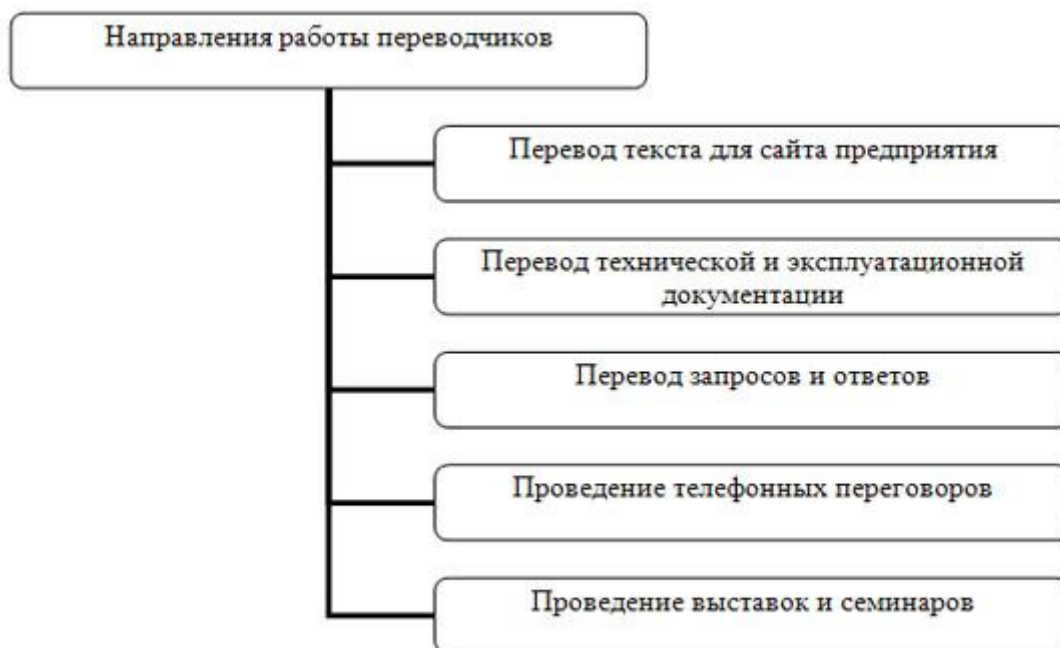 Направления работы переводчиков
Перевод текста для сайта предприятия
Перевод технической и эксплуатационной
документации
Перевод запросов и ответов
Проведение телефонных переговоров
Проведение выставок и семинаров